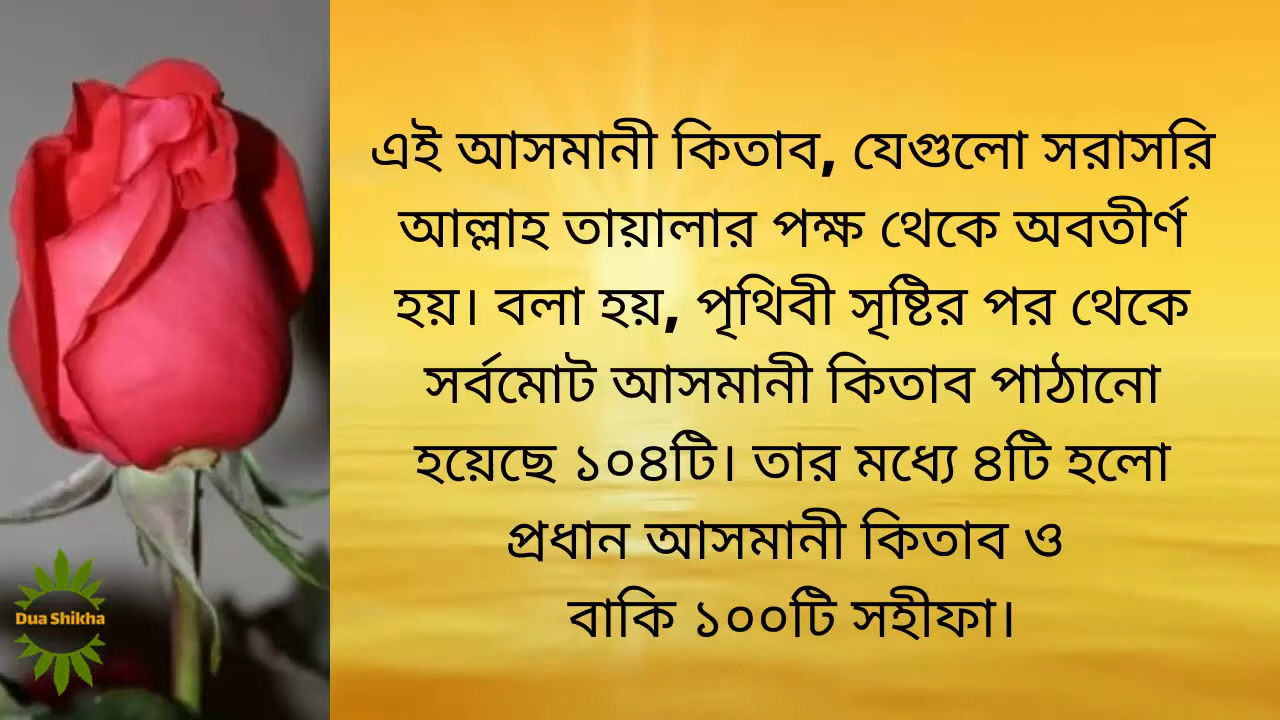 এই আসমানী কিতাব, যেগুলো সরাসরি
আল্লাহ তায়ালার পক্ষ থেকে অবতীর্ণ
হয়। বলা হয়, পৃথিবী সৃষ্টির পর থেকে
সর্বমোট আসমানী কিতাব পাঠানো
হয়েছে ১০৪টি। তার মধ্যে ৪টি হলো
প্রধান আসমানী কিতাব ও
বাকি ১০০টি সহীফা।
Dua Shikha